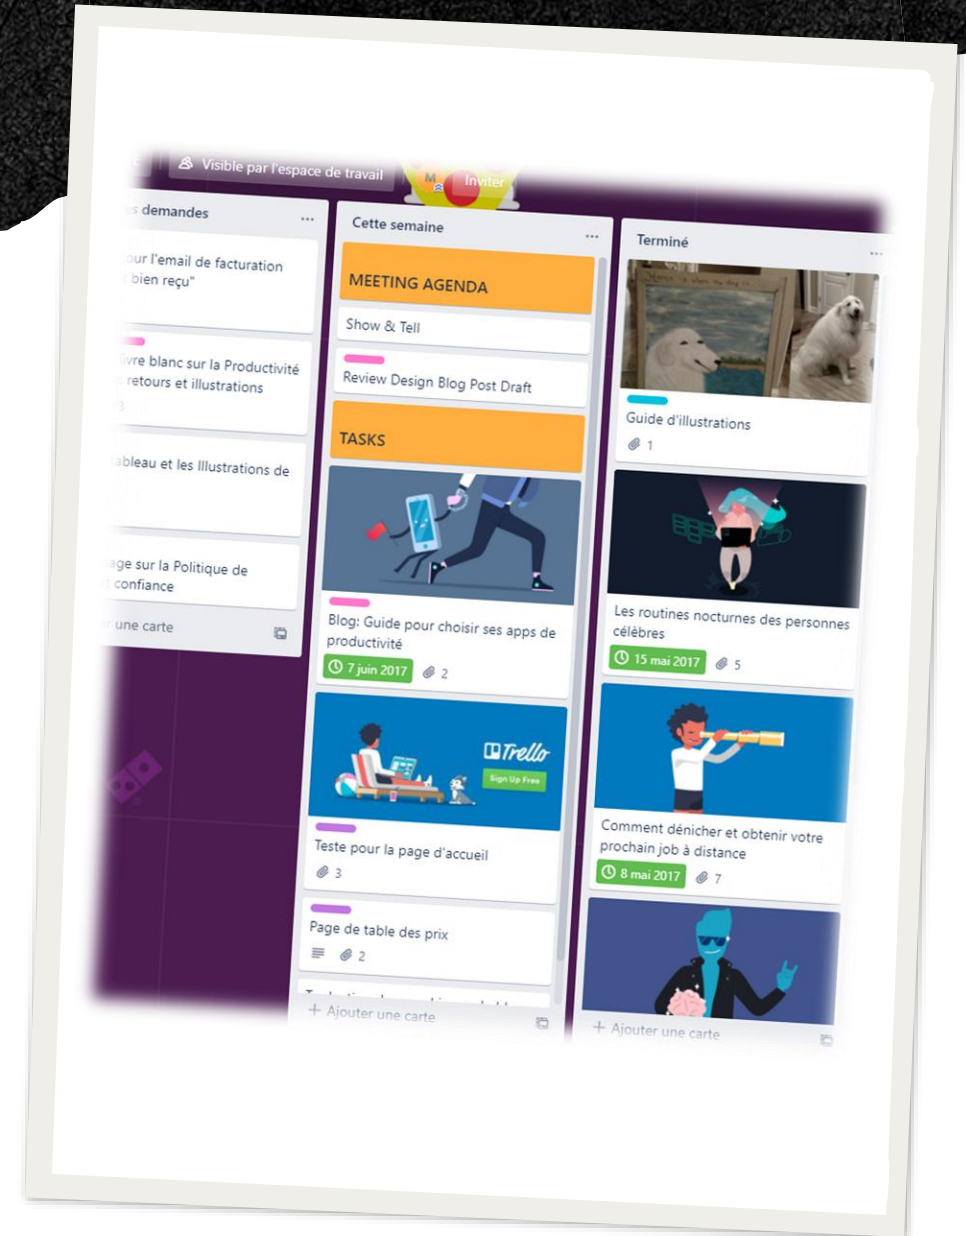 Visible par l'espace de travail
M
Inviter
demandes
l'email de facturation
bien reçu"
blanc sur la Productivité
retours et illustrations
3
et les Illustrations de
sur la Politique de
confiance
une carte
Cette semaine
MEETING AGENDA
Show & Tell
Review Design Blog Post Draft
TASKS
Blog: Guide pour choisir ses apps de
productivité
7 juin 2017 2
Trello
Sign Up Free
Teste pour la page d'accueil
3
Page de table des prix
2
+ Ajouter une carte
Terminé
Guide d'illustrations
1
Les routines nocturnes des personnes
célèbres
15 mai 2017 5
Comment dénicher et obtenir votre
prochain job à distance
8 mai 2017 7
+ Ajouter une carte